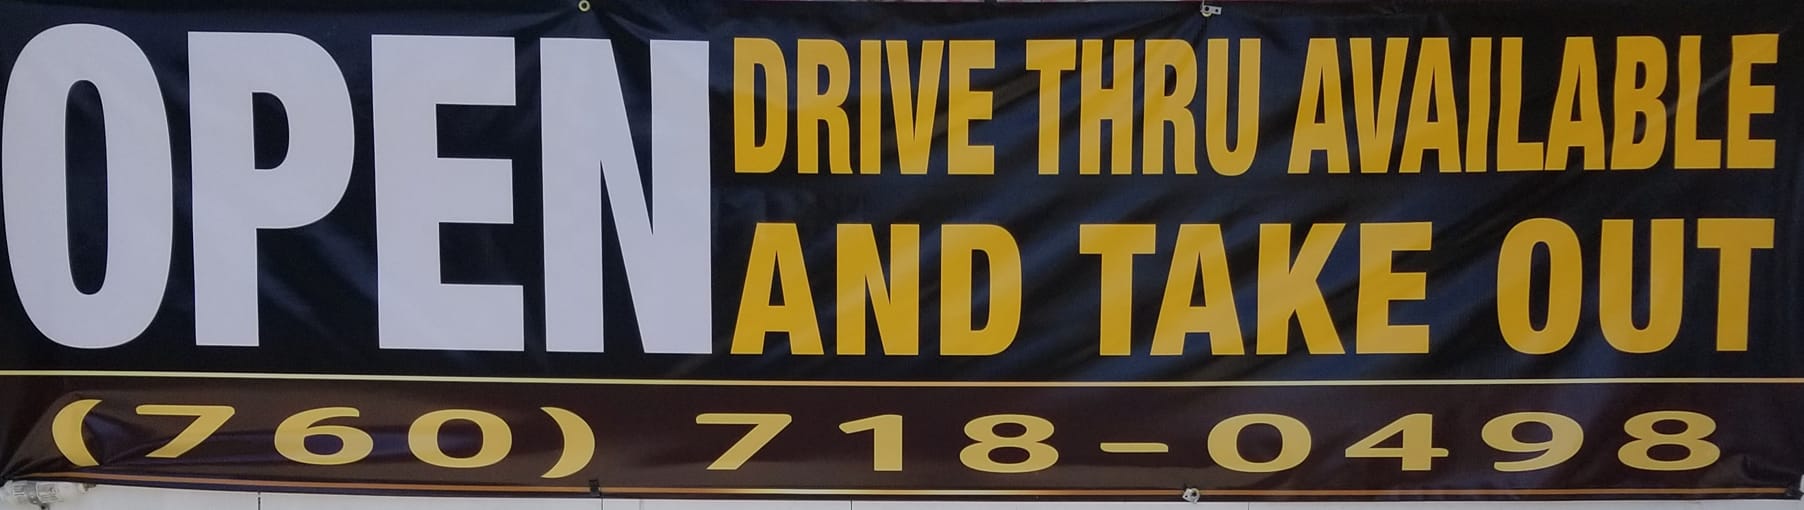 OPEN
DRIVE THRU AVAILABLE
AND TAKE OUT
(760) 718-0498